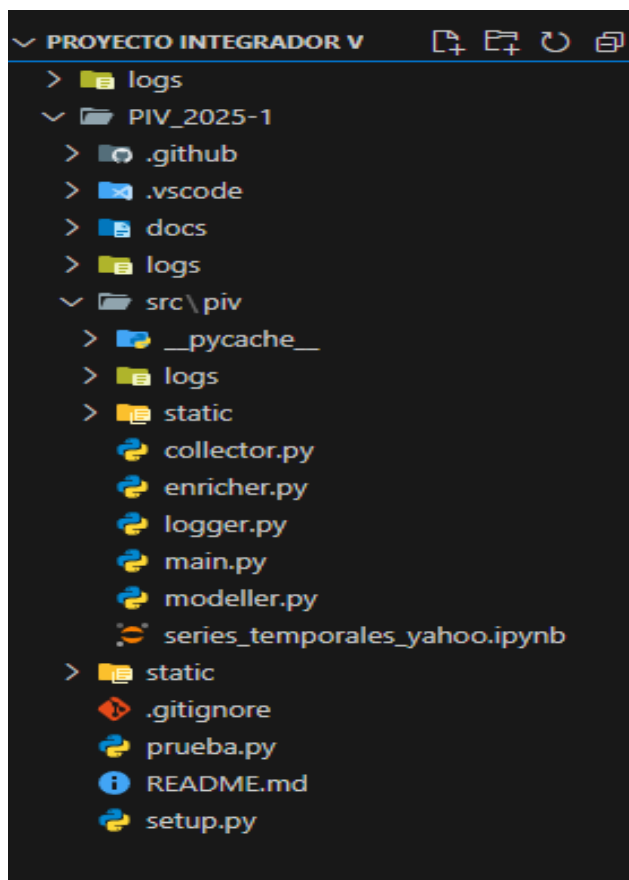 PROYECTO INTEGRADOR V
logs
PIV_2025-1
.github
.vscode
docs
logs
src\piv
__pycache__
logs
static
collector.py
enricher.py
logger.py
main.py
modeller.py
series_temporales_yahoo.ipynb
static
.gitignore
prueba.py
README.md
setup.py